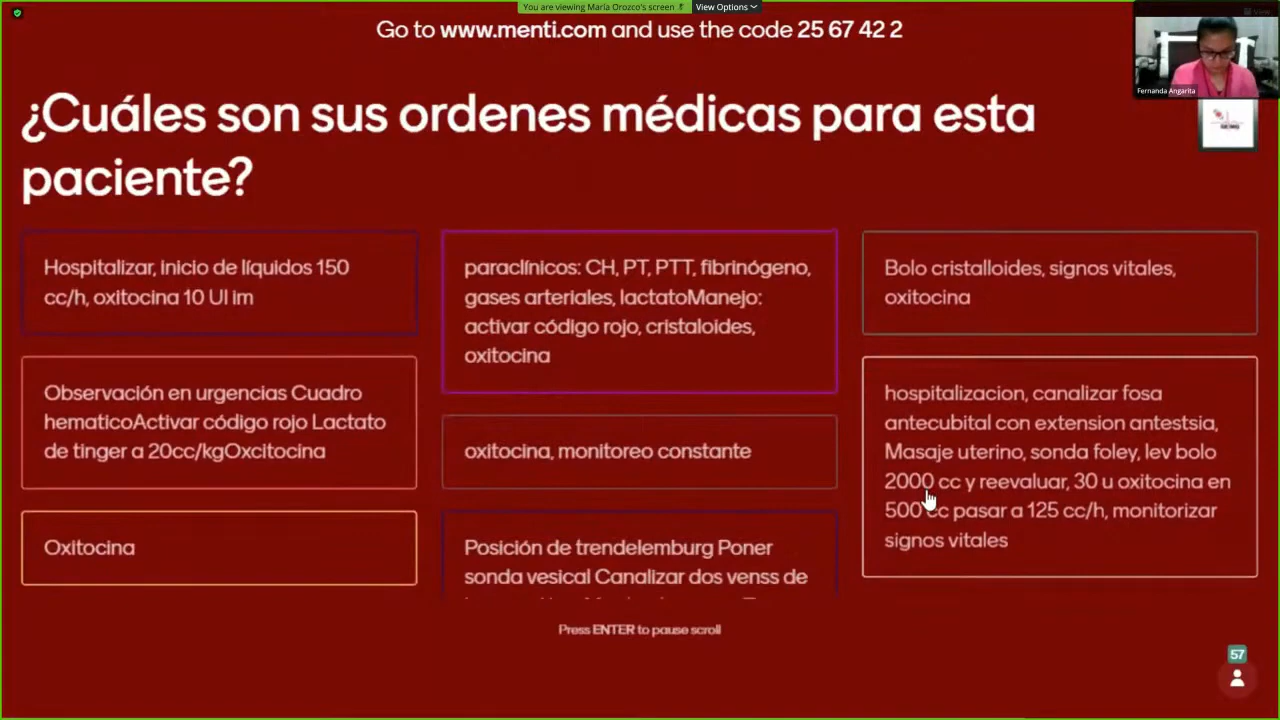 You are viewing María Orozco's screen
View Options
Go to www.menti.com and use the code 25 67 42 2
Fernanda Angarita
¿Cuáles son sus ordenes médicas para esta
paciente?
Hospitalizar, inicio de líquidos 150
cc/h, oxitocina 10 UI im
Observación en urgencias Cuadro
hematicoActivar código rojo Lactato
de tinger a 20cc/kgOxcitocina
Oxitocina
paraclínicos: CH, PT, PTT, fibrinógeno,
gases arteriales, lactatoManejo:
activar código rojo, cristaloides,
oxitocina
oxitocina, monitoreo constante
Posición de trendelemburg Poner
sonda vesical Canalizar dos venss de
Bolo cristalloides, signos vitales,
oxitocina
hospitalizacion, canalizar fosa
antecubital con extension antestsia,
Masaje uterino, sonda foley, lev bolo
2000 cc y reevaluar, 30 u oxitocina en
500 cc pasar a 125 cc/h, monitorizar
signos vitales
Press ENTER to pause scroll
57